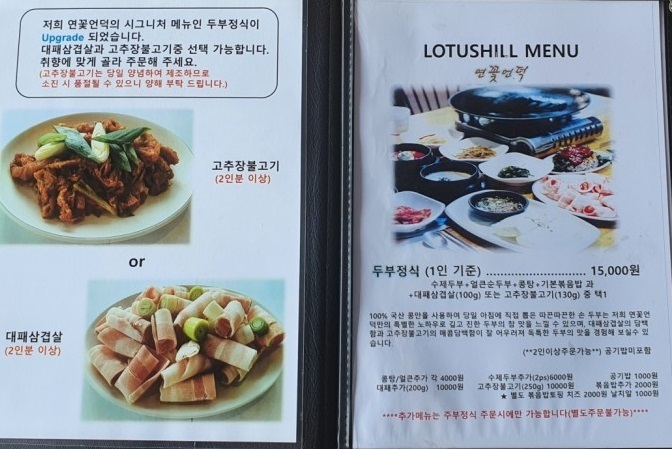 저희 연꽃언덕의 시그니처 메뉴인 두부정식이
Upgrade 되었습니다.
대패삼겹살과 고추장불고기중 선택 가능합니다.
취향에 맞게 골라 주문해 주세요.
(고추장불고기는 당일 양념하여 제조하므로
소진 시 품절될 수 있으니 양해 부탁 드립니다.)
고추장불고기
(2인분 이상)
or
대패삼겹살
(2인분 이상)
LOTUSHILL MENU
연꽃언덕
두부정식 (1인 기준) ........................ 15,000원
수제두부+얼큰순두부+콩탕+기본볶음밥 과
+대패삼겹살(100g) 또는 고추장불고기(130g) 중 택1
100% 국산 콩만을 사용하여 당일 아침에 직접 뽑은 따끈따끈한 손 두부는 저희 연꽃언
덕만의 특별한 노하우로 깊고 진한 두부의 참 맛을 느낄 수 있으며, 대패삼겹살의 담백
함과 고추장불고기의 매콤담백함이 잘 어우러져 독특한 두부의 맛을 경험해 보실수 있
습니다.
(**2인이상주문가능**) 공기밥미포함
콩탕/얼큰추가 각 4000원 수제두부추가(2ps)6000원 공기밥 1000원
대패추가(200g) 10000원 고추장불고기(250g) 10000원 볶음밥추가 2000원
★ 별도 볶음밥토핑 치즈 2000원 날치알 1000원
****추가메뉴는 주부정식 주문시에만 가능합니다(별도주문불가능)****